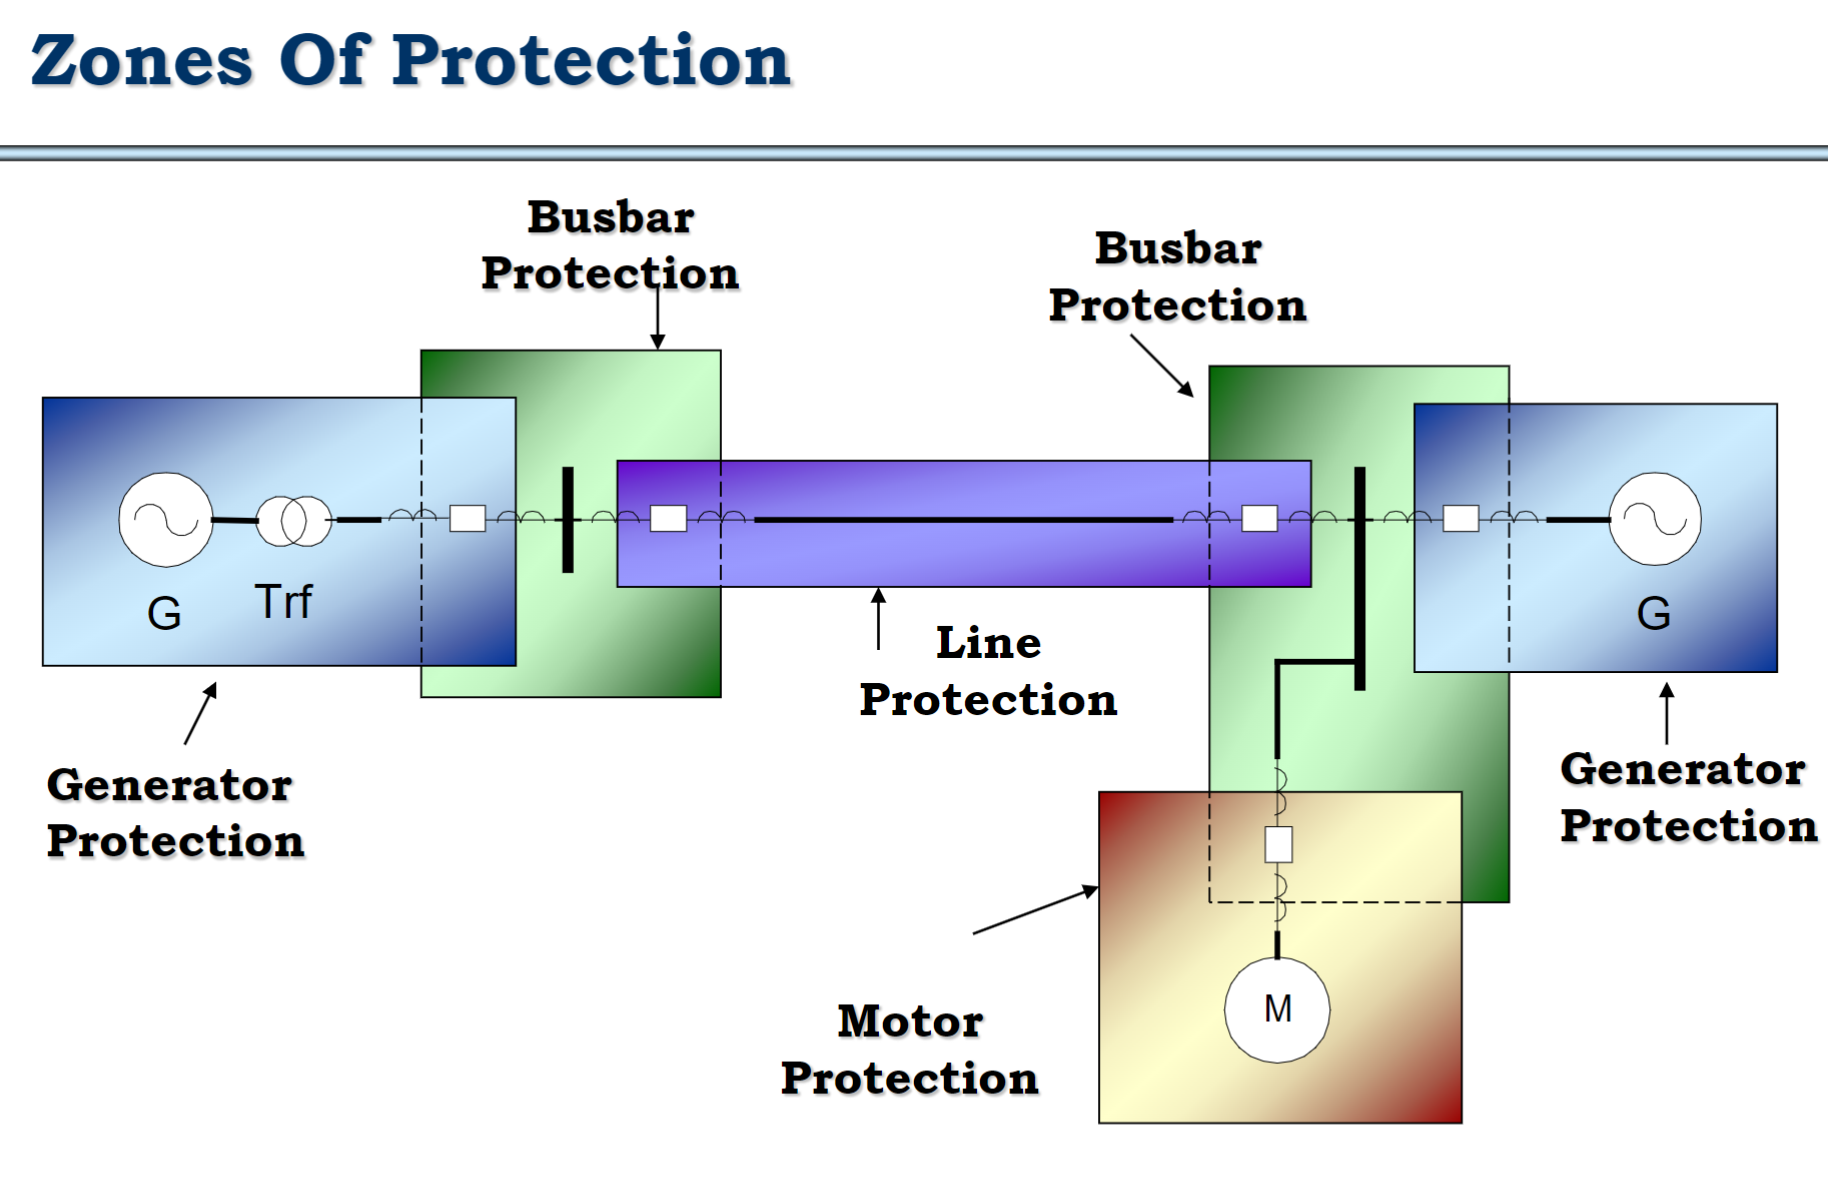 Zones Of Protection
Busbar
Protection
Busbar
Protection
G
Trf
G
Line
Protection
Generator
Protection
Generator
Protection
M
Motor
Protection